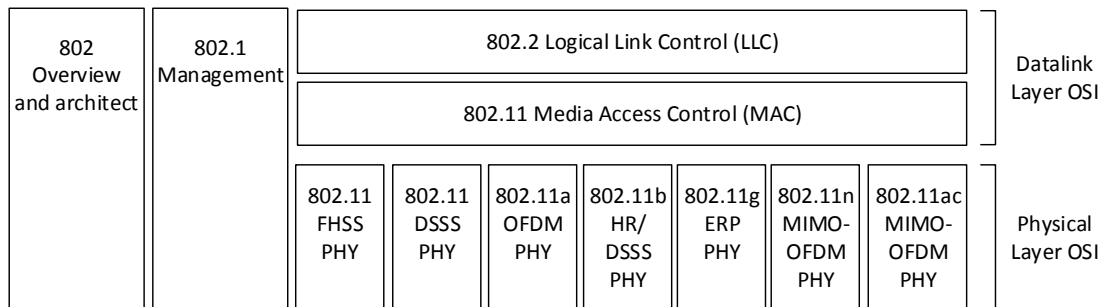 802
Overview
and architect
802.1
Management
802.2 Logical Link Control (LLC)
802.11 Media Access Control (MAC)
Datalink
Layer OSI
802.11
FHSS
PHY
802.11
DSSS
PHY
802.11a
OFDM
PHY
802.11b
HR/
DSSS
PHY
802.11g
ERP
PHY
802.11n
MIMO-
OFDM
PHY
802.11ac
MIMO-
OFDM
PHY
Physical
Layer OSI